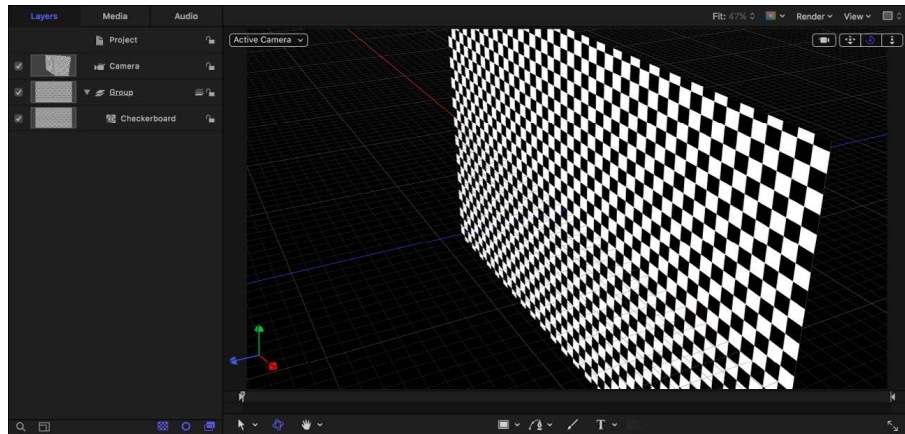 Layers Media Audio
Fit: 47% Render View
Project
Active Camera
Camera
Group
Checkerboard
T